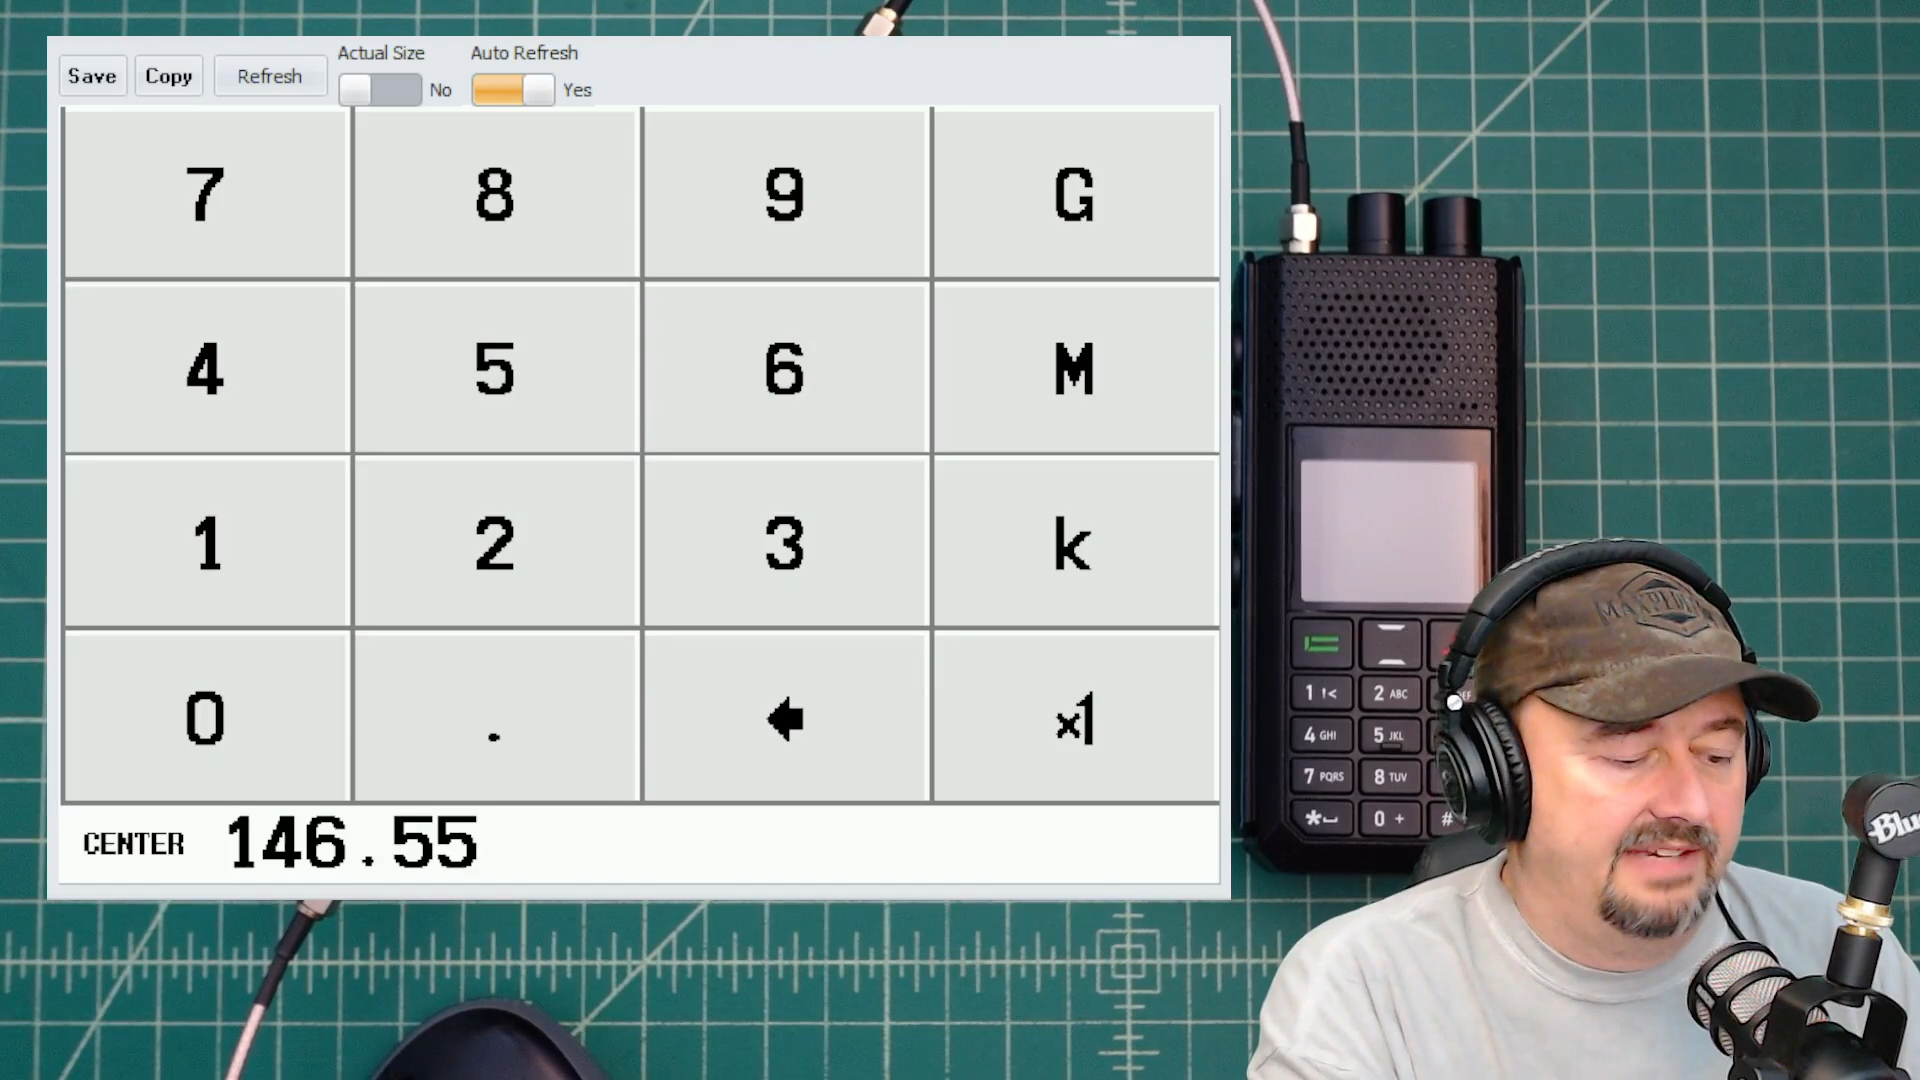 Actual Size
Auto Refresh
Save
Copy
Refresh
No
Yes
7
8
9
G
4
5
6
M
1
2
3
k
0
.
x1
CENTER 146.55
1 !<
2 ABC
DEF
4 GHI
5 JKL
7 PQRS
8 TUV
*
0 +
#